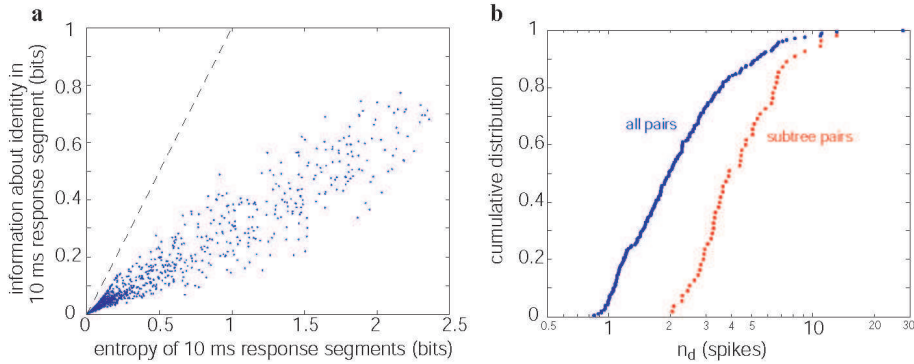 a
information about identity in
10 ms response segment (bits)
1
0.8
0.6
0.4
0.2
0
0 0.5 1 1.5 2 2.5
entropy of 10 ms response segments (bits)
b
cumulative distribution
1
0.8
0.6
0.4
0.2
0
all pairs
subtree pairs
0.5 1 2 3 4 5 10 20 30
n_d (spikes)